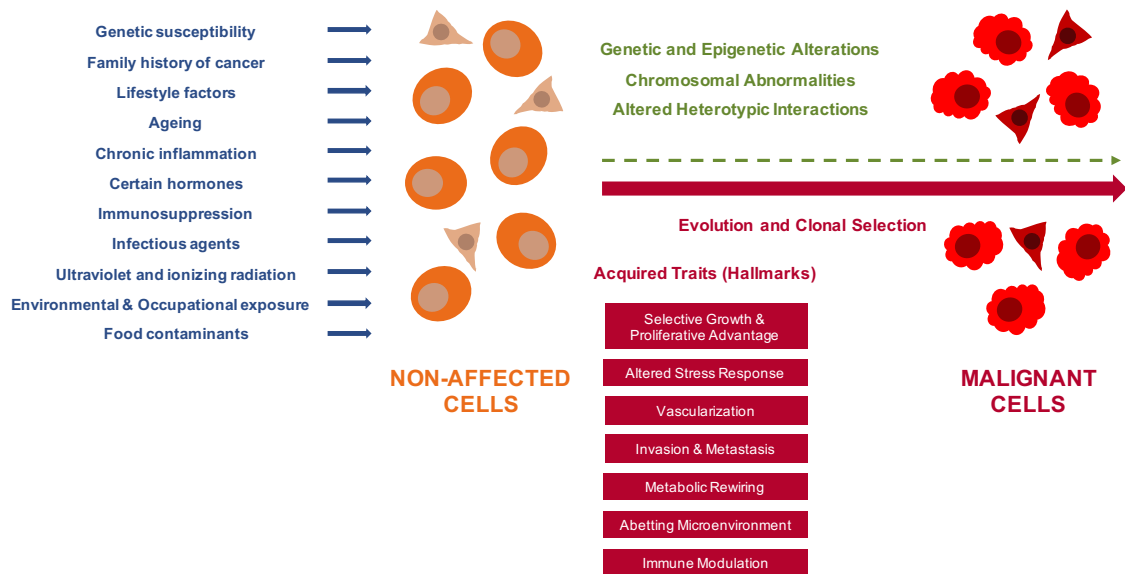 Genetic susceptibility
Family history of cancer
Lifestyle factors
Ageing
Chronic inflammation
Certain hormones
Immunosuppression
Infectious agents
Ultraviolet and ionizing radiation
Environmental & Occupational exposure
Food contaminants
NON-AFFECTED
CELLS
Genetic and Epigenetic Alterations
Chromosomal Abnormalities
Altered Heterotypic Interactions
Evolution and Clonal Selection
Acquired Traits (Hallmarks)
Selective Growth &
Proliferative Advantage
Altered Stress Response
Vascularization
Invasion & Metastasis
Metabolic Rewiring
Abetting Microenvironment
Immune Modulation
MALIGNANT
CELLS